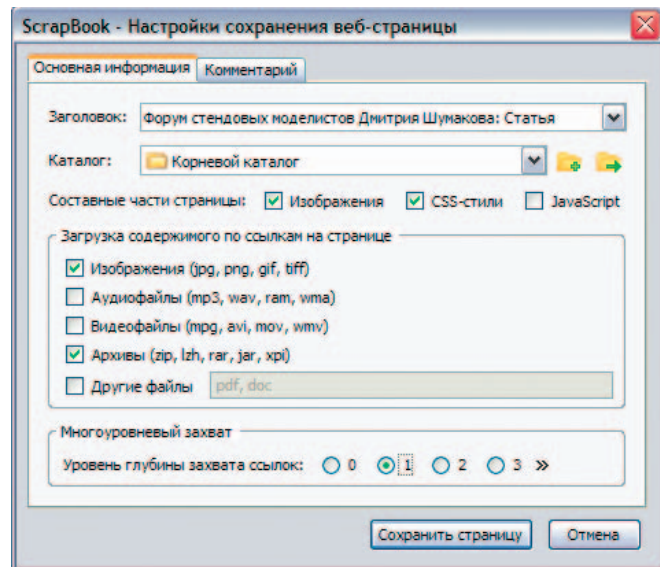 ScrapBook - Настройки сохранения веб-страницы
Основная информация Комментарий
Заголовок: Форум стендовых моделистов Дмитрия Шумакова: Статья
Каталог: Корневой каталог
Составные части страницы: Изображения CSS-стили JavaScript
Загрузка содержимого по ссылкам на странице
Изображения (jpg, png, gif, tiff)
Аудиофайлы (mp3, wav, ram, wma)
Видеофайлы (mpg, avi, mov, wmv)
Архивы (zip, lzh, rar, jar, xpi)
Другие файлы pdf, doc
Многоуровневый захват
Уровень глубины захвата ссылок: 0 1 2 3 »
Сохранить страницу Отмена